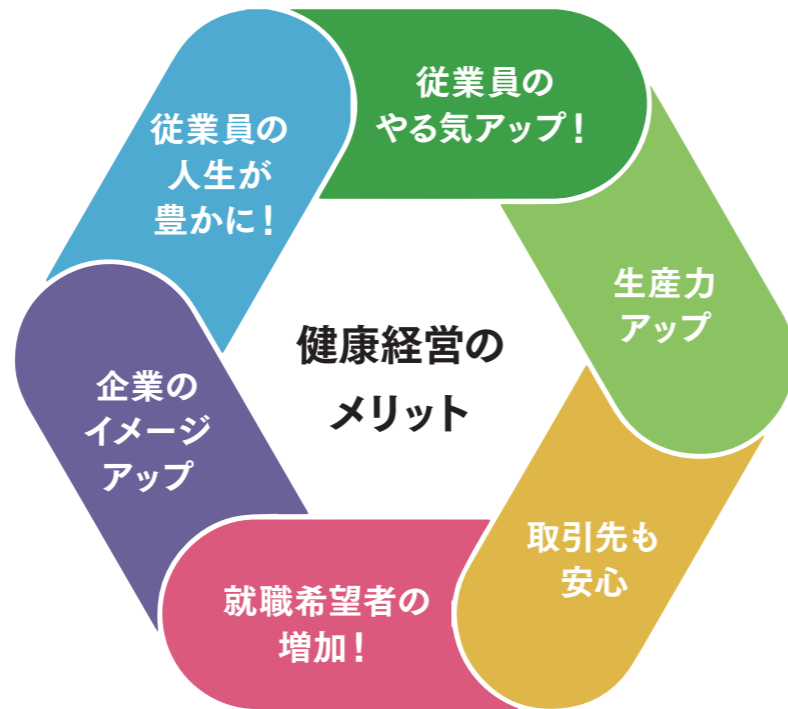 従業員の
やる気アップ！
生産力
アップ
取引先も
安心
就職希望者の
増加！
企業の
イメージ
アップ
従業員の
人生が
豊かに！
健康経営の
メリット